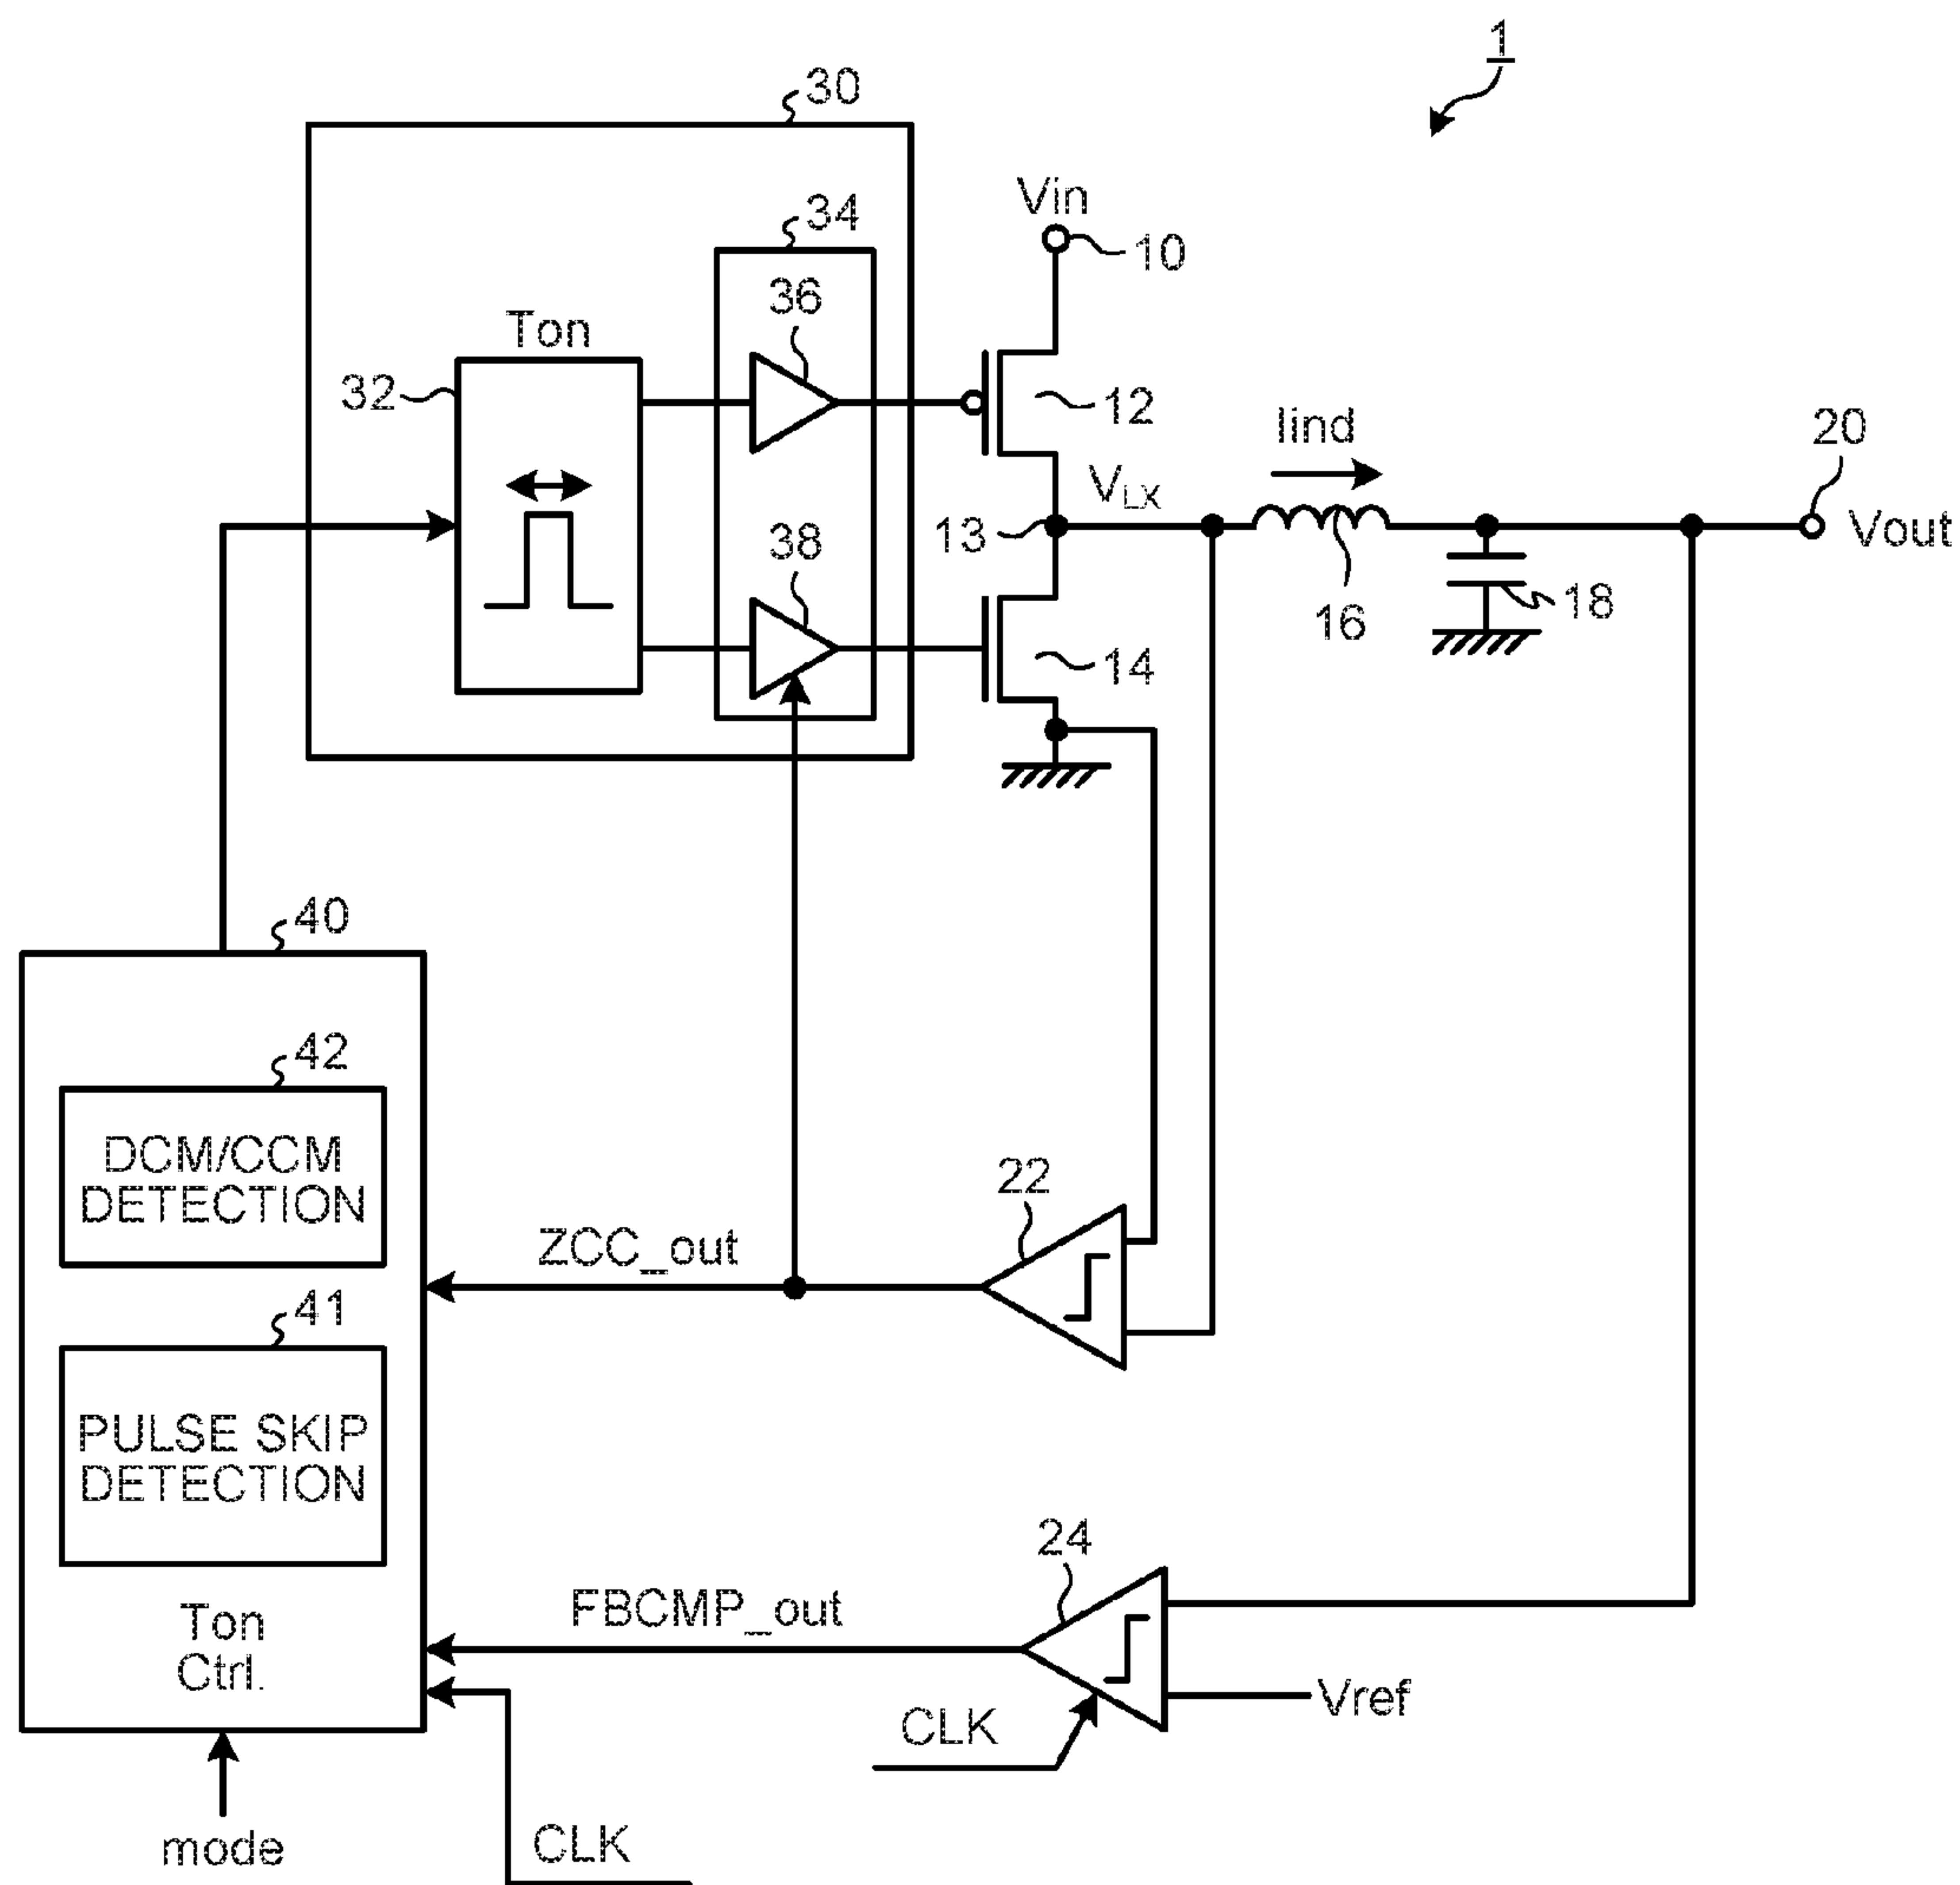 1
30
Vin
34
10
36
Ton
32
12
Iind
20
V_LX
13
38
Vout
16
18
14
40
42
DCM/CCM
DETECTION
22
ZCC_out
41
PULSE SKIP
DETECTION
24
FBCMP_out
Ton
Ctrl.
Vref
CLK
mode
CLK